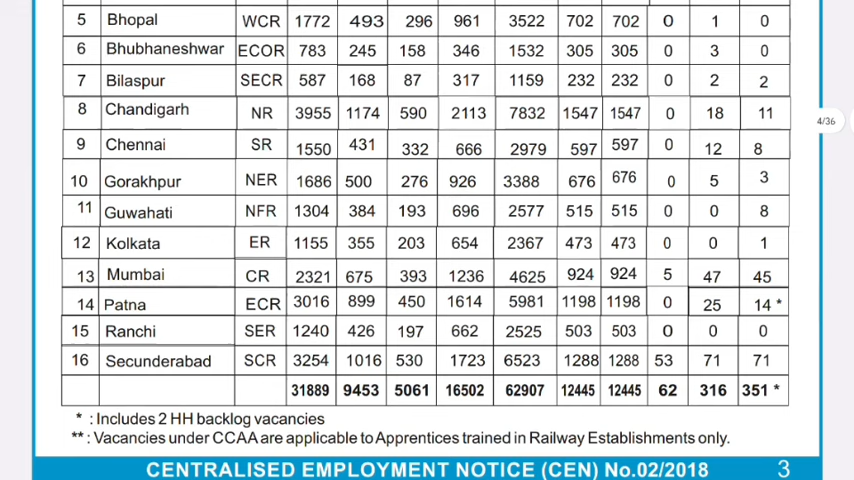 5 Bhopal WCR 1772 493 296 961 3522 702 702 0 1 0
6 Bhubhaneshwar ECOR 783 245 158 346 1532 305 305 0 3 0
7 Bilaspur SECR 587 168 87 317 1159 232 232 0 2 2
8 Chandigarh NR 3955 1174 590 2113 7832 1547 1547 0 18 11
4/36
9 Chennai SR 1550 431 332 666 2979 597 597 0 12 8
10 Gorakhpur NER 1686 500 276 926 3388 676 676 0 5 3
11 Guwahati NFR 1304 384 193 696 2577 515 515 0 0 8
12 Kolkata ER 1155 355 203 654 2367 473 473 0 0 1
13 Mumbai CR 2321 675 393 1236 4625 924 924 5 47 45
14 Patna ECR 3016 899 450 1614 5981 1198 1198 0 25 14 *
15 Ranchi SER 1240 426 197 662 2525 503 503 0 0 0
16 Secunderabad SCR 3254 1016 530 1723 6523 1288 1288 53 71 71
31889 9453 5061 16502 62907 12445 12445 62 316 351 *
* : Includes 2 HH backlog vacancies
** : Vacancies under CCAA are applicable to Apprentices trained in Railway Establishments only.
CENTRALISED EMPLOYMENT NOTICE (CEN) No.02/2018 3